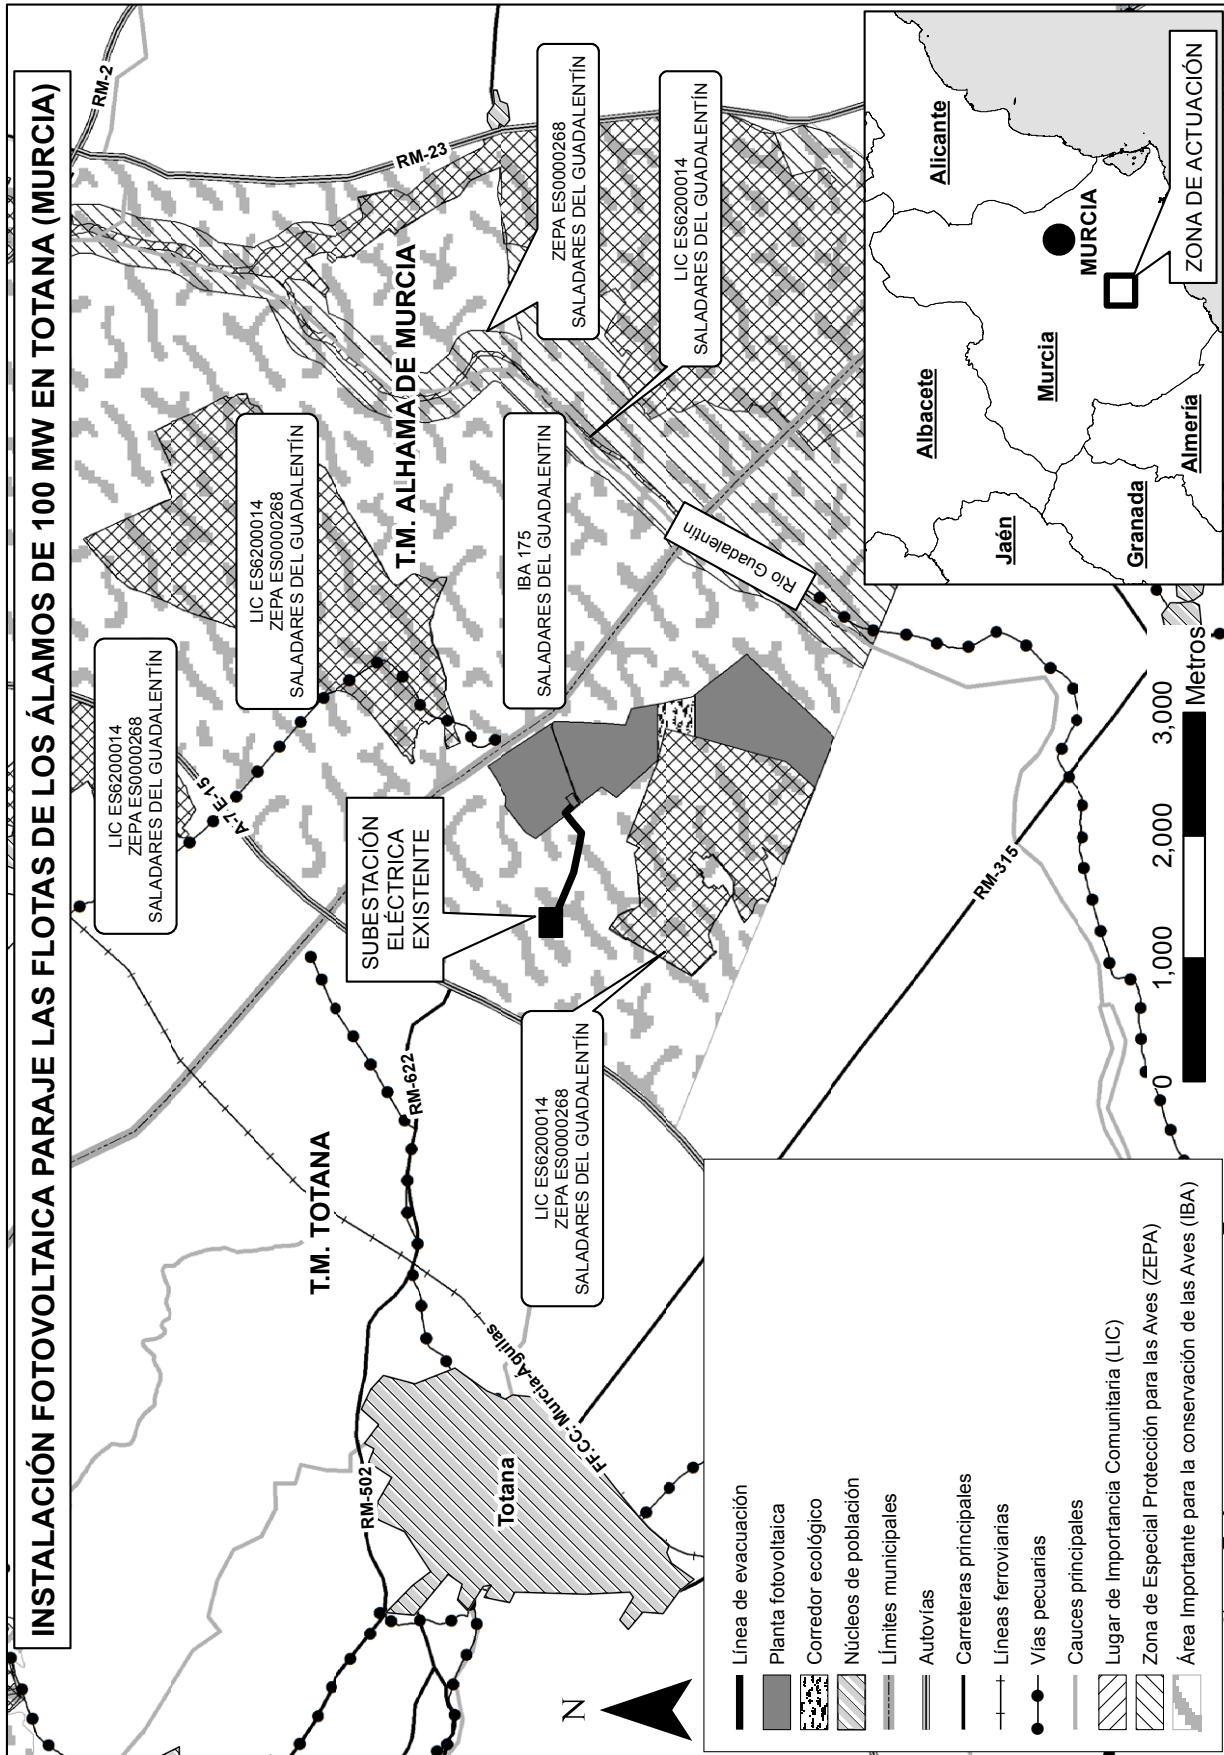 INSTALACIÓN FOTOVOLTAICA PARAJE LAS FLOTAS DE LOS ÁLAMOS DE 100 MW EN TOTANA (MURCIA)
RM-2
RM-23
A-7-E-15
LIC ES6200014
ZEPA ES0000268
SALADARES DEL GUADALENTÍN
LIC ES6200014
ZEPA ES0000268
SALADARES DEL GUADALENTÍN
T.M. ALHAMA DE MURCIA
ZEPA ES0000268
SALADARES DEL GUADALENTÍN
LIC ES6200014
SALADARES DEL GUADALENTÍN
IBA 175
SALADARES DEL GUADALENTIN
Río Guadalentín
SUBESTACIÓN
ELÉCTRICA
EXISTENTE
LIC ES6200014
ZEPA ES0000268
SALADARES DEL GUADALENTÍN
T.M. TOTANA
RM-622
RM-502
Totana
FF.CC. Murcia-Águilas
RM-315
N
Línea de evacuación
Planta fotovoltaica
Corredor ecológico
Núcleos de población
Límites municipales
Autovías
Carreteras principales
Líneas ferroviarias
Vías pecuarias
Cauces principales
Lugar de Importancia Comunitaria (LIC)
Zona de Especial Protección para las Aves (ZEPA)
Área Importante para la conservación de las Aves (IBA)
0 1,000 2,000 3,000
Metros
Albacete
Alicante
Jaén
Murcia
MURCIA
Granada
Almería
ZONA DE ACTUACIÓN